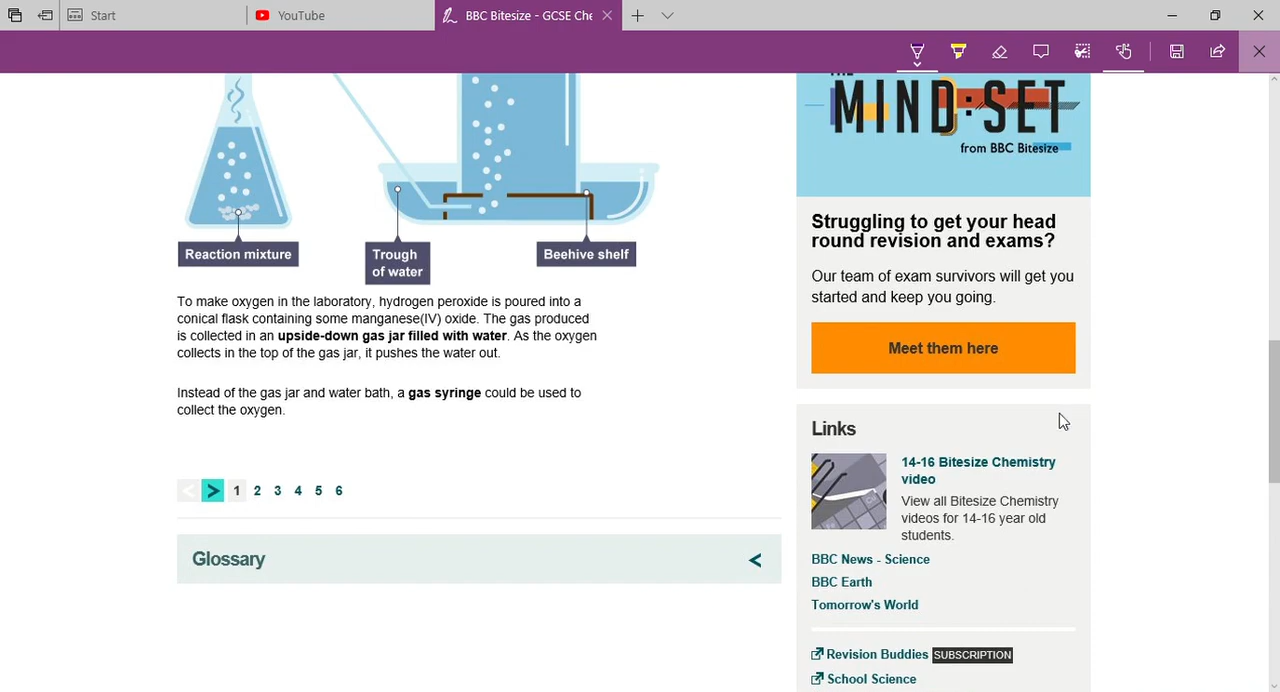 Start
YouTube
BBC Bitesize - GCSE Che
THE
MIND:SET
from BBC Bitesize
Reaction mixture
Trough
of water
Beehive shelf
To make oxygen in the laboratory, hydrogen peroxide is poured into a
conical flask containing some manganese(IV) oxide. The gas produced
is collected in an upside-down gas jar filled with water. As the oxygen
collects in the top of the gas jar, it pushes the water out.
Instead of the gas jar and water bath, a gas syringe could be used to
collect the oxygen.
< > 1 2 3 4 5 6
Glossary
Struggling to get your head
round revision and exams?
Our team of exam survivors will get you
started and keep you going.
Meet them here
Links
14-16 Bitesize Chemistry
video
View all Bitesize Chemistry
videos for 14-16 year old
students.
BBC News - Science
BBC Earth
Tomorrow's World
Revision Buddies SUBSCRIPTION
School Science